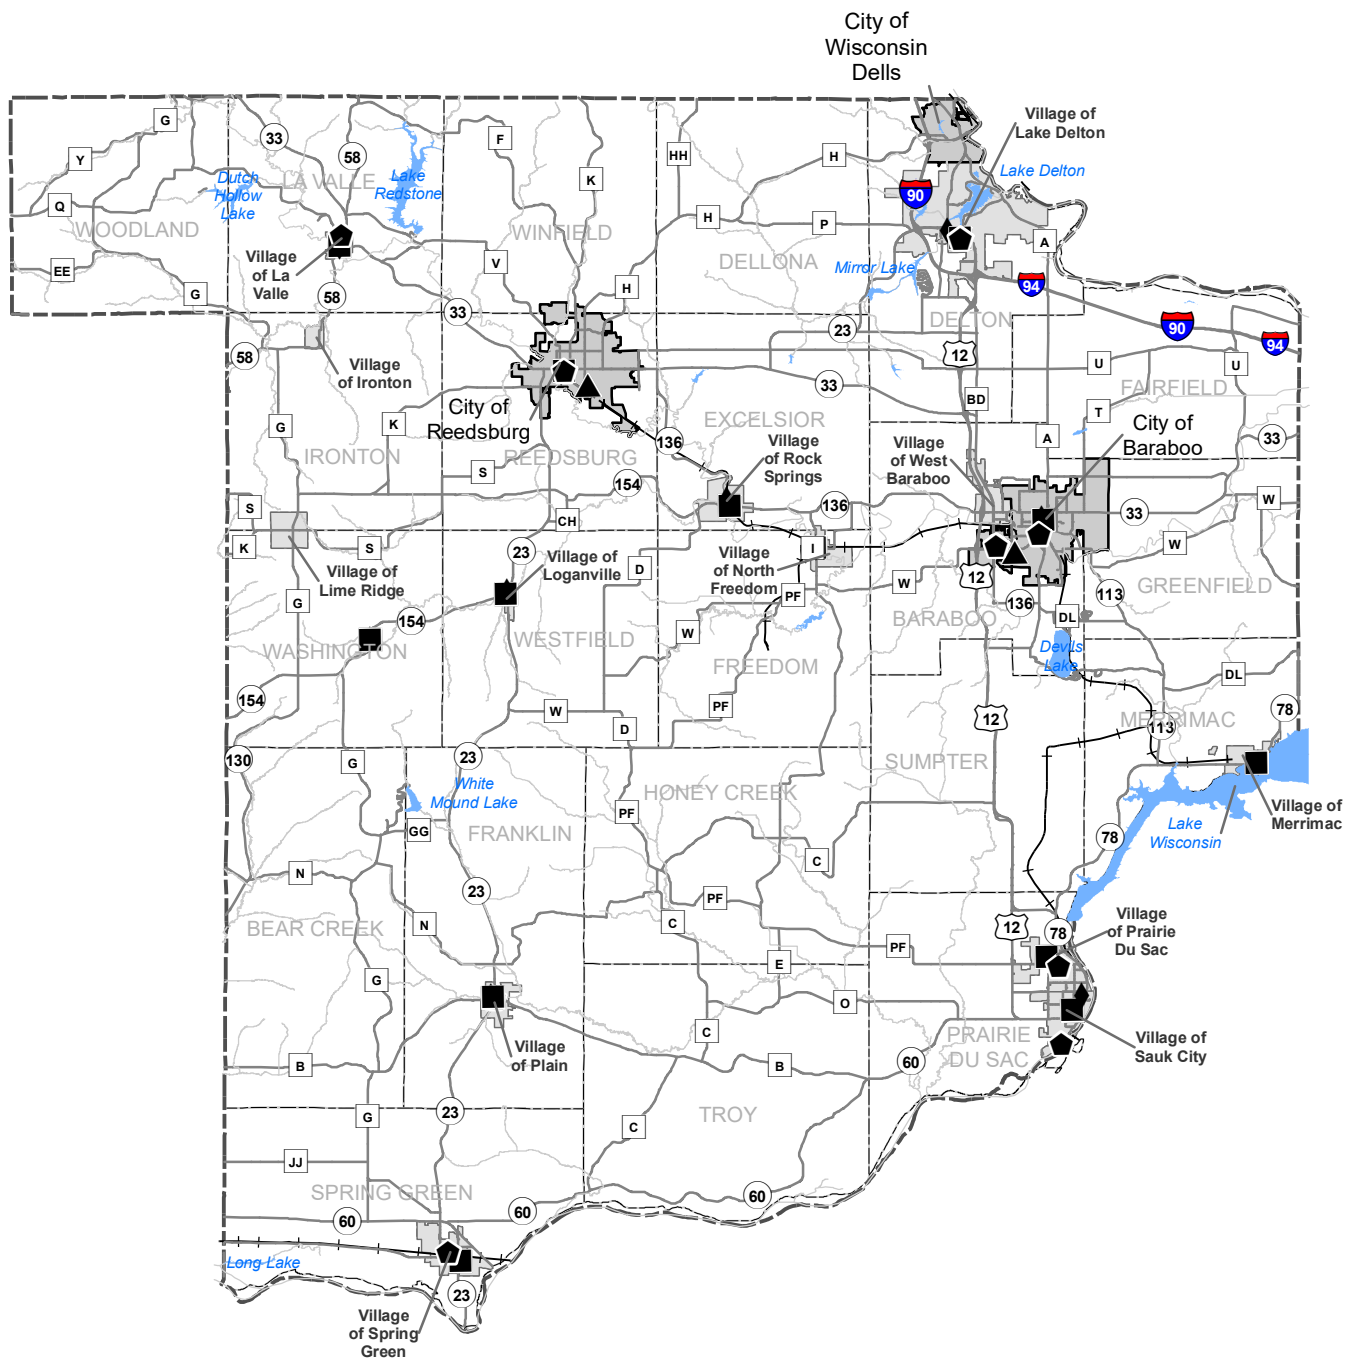 City of
Wisconsin
Dells
Village of
Lake Delton
G
33
58
F
HH
H
Y
K
Lake
Redstone
Lake Delton
Dutch
Hollow
Lake
LA VALLE
90
Q
WOODLAND
H
P
WINFIELD
A
EE
Village
of La
Valle
V
DELLONA
Mirror Lake
G
58
H
94
33
DELTON
23
90
94
58
Village
of Ironton
12
U
U
33
FAIRFIELD
BD
T
City of
Reedsburg
G
K
EXCELSIOR
City of
Baraboo
136
Village
of Rock
Springs
Village
of West
Baraboo
A
33
IRONTON
REEDSBURG
S
154
S
136
33
W
CH
K
S
23
Village of
Loganville
D
Village
of North
Freedom
I
W
Village of
Lime Ridge
12
W
PF
136
113
GREENFIELD
G
154
BARABOO
DL
WASHINGTON
WESTFIELD
W
FREEDOM
Devils
Lake
DL
154
PF
W
D
12
MERRIMAC
113
78
130
G
23
SUMPTER
White
Mound Lake
HONEY CREEK
PF
GG
FRANKLIN
Lake
Wisconsin
Village of
Merrimac
78
C
N
23
PF
BEAR CREEK
N
C
12
78
Village
of Prairie
Du Sac
PF
E
G
O
C
PRAIRIE
DU SAC
Village of
Sauk City
Village
of Plain
B
B
60
G
23
TROY
C
JJ
SPRING GREEN
60
60
60
Long Lake
23
Village
of Spring
Green